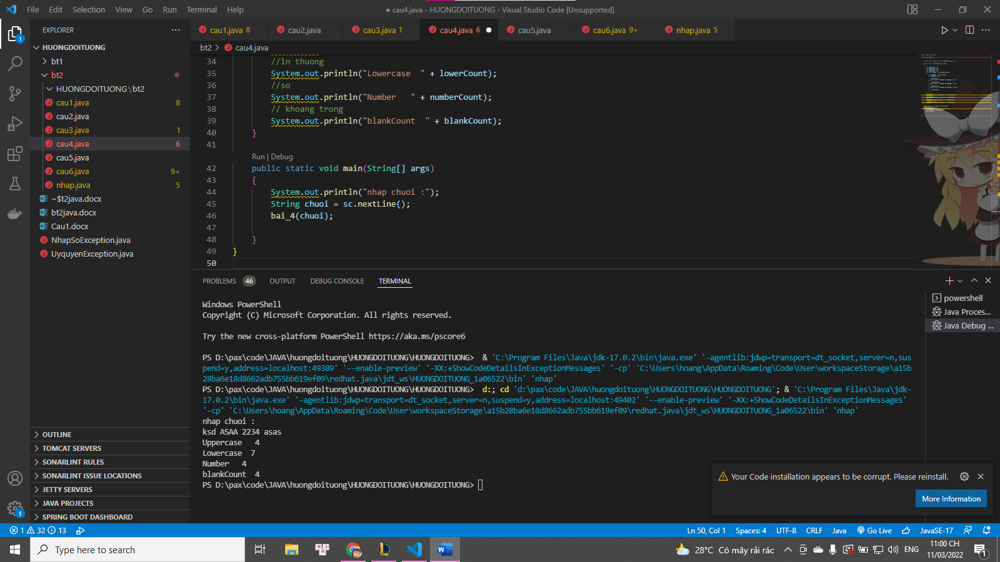 File Edit Selection View Go Run Terminal Help
● cau4.java - HUONGDOITUONG - Visual Studio Code [Unsupported]
EXPLORER
HUONGDOITUONG
bt1
bt2
HUONGDOITUONG\bt2
cau1.java 8
cau2.java
cau3.java 1
cau4.java 6
cau5.java
cau6.java 9+
nhap.java 5
~$t2java.docx
bt2java.docx
Cau1.docx
NhapSoException.java
UyquyenException.java
OUTLINE
TOMCAT SERVERS
SONARLINT RULES
SONARLINT ISSUE LOCATIONS
JETTY SERVERS
JAVA PROJECTS
SPRING BOOT DASHBOARD
cau1.java 8 cau2.java cau3.java 1 cau4.java 6 cau5.java cau6.java 9+ nhap.java 5
bt2 > cau4.java
34 //in thuong
35 System.out.println("Lowercase  " + lowerCount);
36 //so
37 System.out.println("Number   " + numberCount);
38 // khoang trong
39 System.out.println("blankCount  " + blankCount);
40 }
41
Run | Debug
42 public static void main(String[] args)
43 {
44 System.out.println("nhap chuoi :");
45 String chuoi = sc.nextLine();
46 bai_4(chuoi);
47
48 }
49 }
50
PROBLEMS 46 OUTPUT DEBUG CONSOLE TERMINAL
Windows PowerShell
Copyright (C) Microsoft Corporation. All rights reserved.
Try the new cross-platform PowerShell https://aka.ms/pscore6
PS D:\pax\code\JAVA\huongdoituong\HUONGDOITUONG\HUONGDOITUONG>  & 'C:\Program Files\Java\jdk-17.0.2\bin\java.exe' '-agentlib:jdwp=transport=dt_socket,server=n,sus
pend=y,address=localhost:49389' '--enable-preview' '-XX:+ShowCodeDetailsInExceptionMessages' '-cp' 'C:\Users\hoang\AppData\Roaming\Code\User\workspaceStorage\a15b
28ba6e18d8662adb755bb619ef09\redhat.java\jdt_ws\HUONGDOITUONG_1a06522\bin' 'nhap'
PS D:\pax\code\JAVA\huongdoituong\HUONGDOITUONG\HUONGDOITUONG>  d:; cd 'd:\pax\code\JAVA\huongdoituong\HUONGDOITUONG\HUONGDOITUONG'; & 'C:\Program Files\Java\jdk-
17.0.2\bin\java.exe' '-agentlib:jdwp=transport=dt_socket,server=n,suspend=y,address=localhost:49402' '--enable-preview' '-XX:+ShowCodeDetailsInExceptionMessages'
'-cp' 'C:\Users\hoang\AppData\Roaming\Code\User\workspaceStorage\a15b28ba6e18d8662adb755bb619ef09\redhat.java\jdt_ws\HUONGDOITUONG_1a06522\bin' 'nhap'
nhap chuoi :
ksd ASAA 2234 asas
Uppercase   4
Lowercase  7
Number   4
blankCount  4
PS D:\pax\code\JAVA\huongdoituong\HUONGDOITUONG\HUONGDOITUONG>
powershell
Java Proces...
Java Debug ...
Your Code installation appears to be corrupt. Please reinstall.
More Information
1 32 13
Ln 50, Col 1 Spaces: 4 UTF-8 CRLF Java Go Live JavaSE-17
Type here to search
28°C Có mây rải rác ENG
11:00 CH
11/03/2022
1